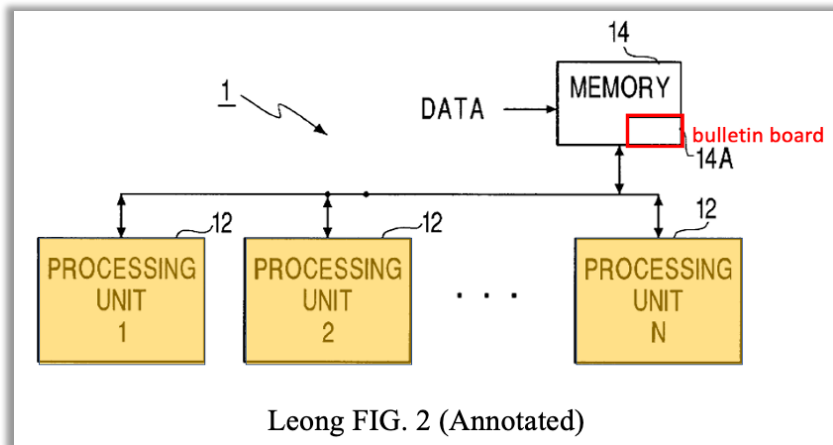 14
1
MEMORY
DATA
bulletin board
14A
12
12
12
PROCESSING
UNIT
1
PROCESSING
UNIT
2
. . .
PROCESSING
UNIT
N
Leong FIG. 2 (Annotated)